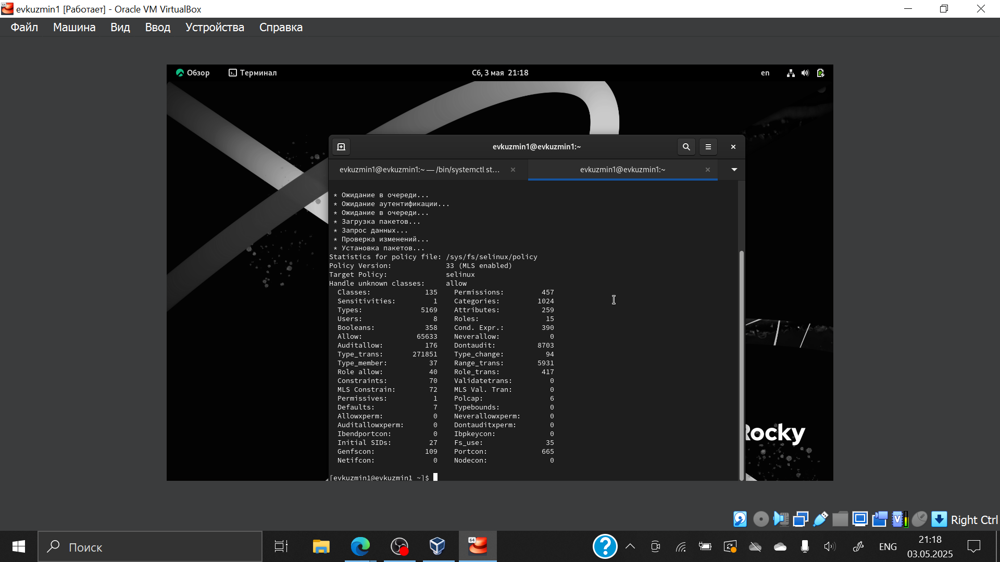 evkuzmin1 [Работает] - Oracle VM VirtualBox
Файл Машина Вид Ввод Устройства Справка
Обзор Терминал Сб, 3 мая 21:18 en
evkuzmin1@evkuzmin1:~
evkuzmin1@evkuzmin1:~ — /bin/systemctl st... evkuzmin1@evkuzmin1:~
* Ожидание в очереди...
* Ожидание аутентификации...
* Ожидание в очереди...
* Загрузка пакетов...
* Запрос данных...
* Проверка изменений...
* Установка пакетов...
Statistics for policy file: /sys/fs/selinux/policy
Policy Version: 33 (MLS enabled)
Target Policy: selinux
Handle unknown classes: allow
Classes: 135 Permissions: 457
Sensitivities: 1 Categories: 1024
Types: 5169 Attributes: 259
Users: 8 Roles: 15
Booleans: 358 Cond. Expr.: 390
Allow: 65633 Neverallow: 0
Auditallow: 176 Dontaudit: 8703
Type_trans: 271851 Type_change: 94
Type_member: 37 Range_trans: 5931
Role allow: 40 Role_trans: 417
Constraints: 70 Validatetrans: 0
MLS Constrain: 72 MLS Val. Tran: 0
Permissives: 1 Polcap: 6
Defaults: 7 Typebounds: 0
Allowxperm: 0 Neverallowxperm: 0
Auditallowxperm: 0 Dontauditxperm: 0
Ibendportcon: 0 Ibpkeycon: 0
Initial SIDs: 27 Fs_use: 35
Genfscon: 109 Portcon: 665
Netifcon: 0 Nodecon: 0
[evkuzmin1@evkuzmin1 ~]$
Rocky
Right Ctrl
Поиск
64
ENG
21:18
03.05.2025